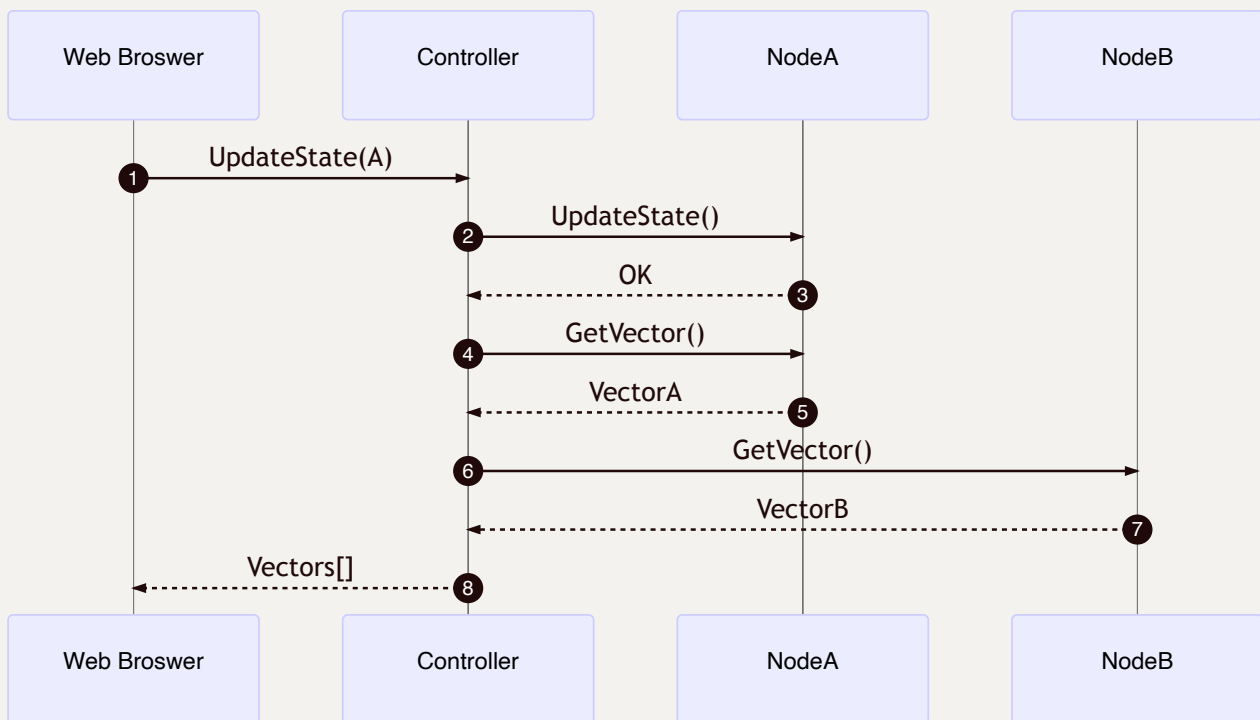 Web Broswer
Controller
NodeA
NodeB
UpdateState(A)
1
UpdateState()
2
OK
3
GetVector()
4
VectorA
5
GetVector()
6
VectorB
7
Vectors[]
8
Web Broswer
Controller
NodeA
NodeB